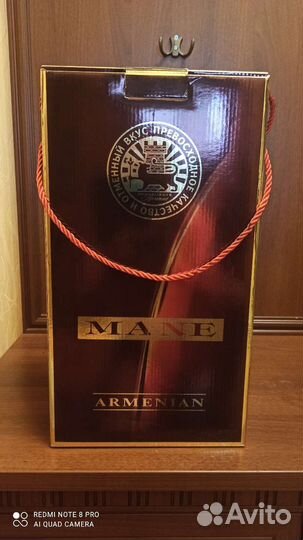 ОТМЕННЫЙ ВКУС ПРЕВОСХОДНОЕ КАЧЕСТВО И
MANE
ARMENIAN
REDMI NOTE 8 PRO
AI QUAD CAMERA
Avito